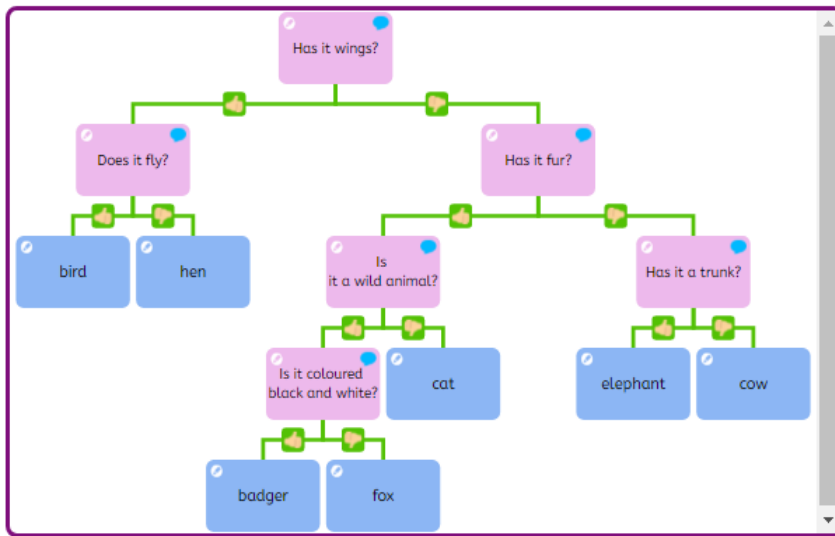 Has it wings?
Does it fly?
Has it fur?
bird
hen
Is
it a wild animal?
Has it a trunk?
Is it coloured
black and white?
cat
elephant
cow
badger
fox